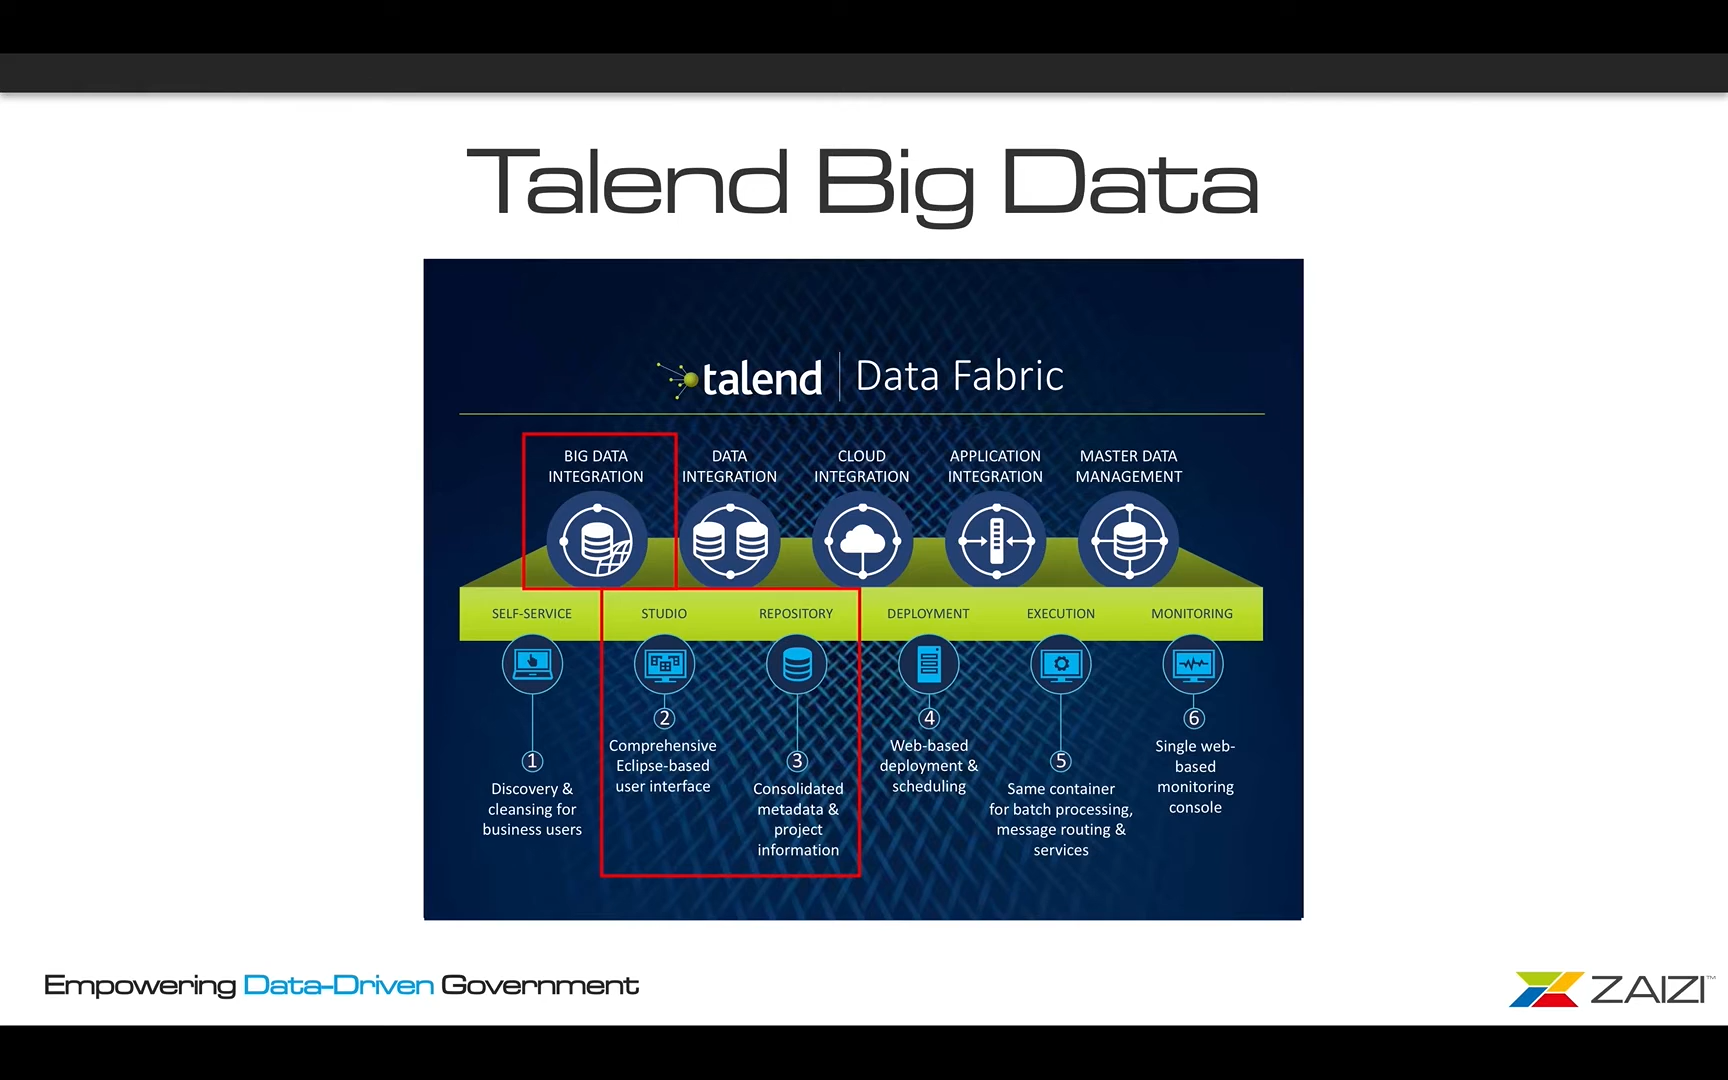 Talend Big Data
talend | Data Fabric
BIG DATA
INTEGRATION
DATA
INTEGRATION
CLOUD
INTEGRATION
APPLICATION
INTEGRATION
MASTER DATA
MANAGEMENT
SELF-SERVICE
STUDIO
REPOSITORY
DEPLOYMENT
EXECUTION
MONITORING
1
Discovery &
cleansing for
business users
2
Comprehensive
Eclipse-based
user interface
3
Consolidated
metadata &
project
information
4
Web-based
deployment &
scheduling
5
Same container
for batch processing,
message routing &
services
6
Single web-
based
monitoring
console
Empowering Data-Driven Government
ZAIZI™